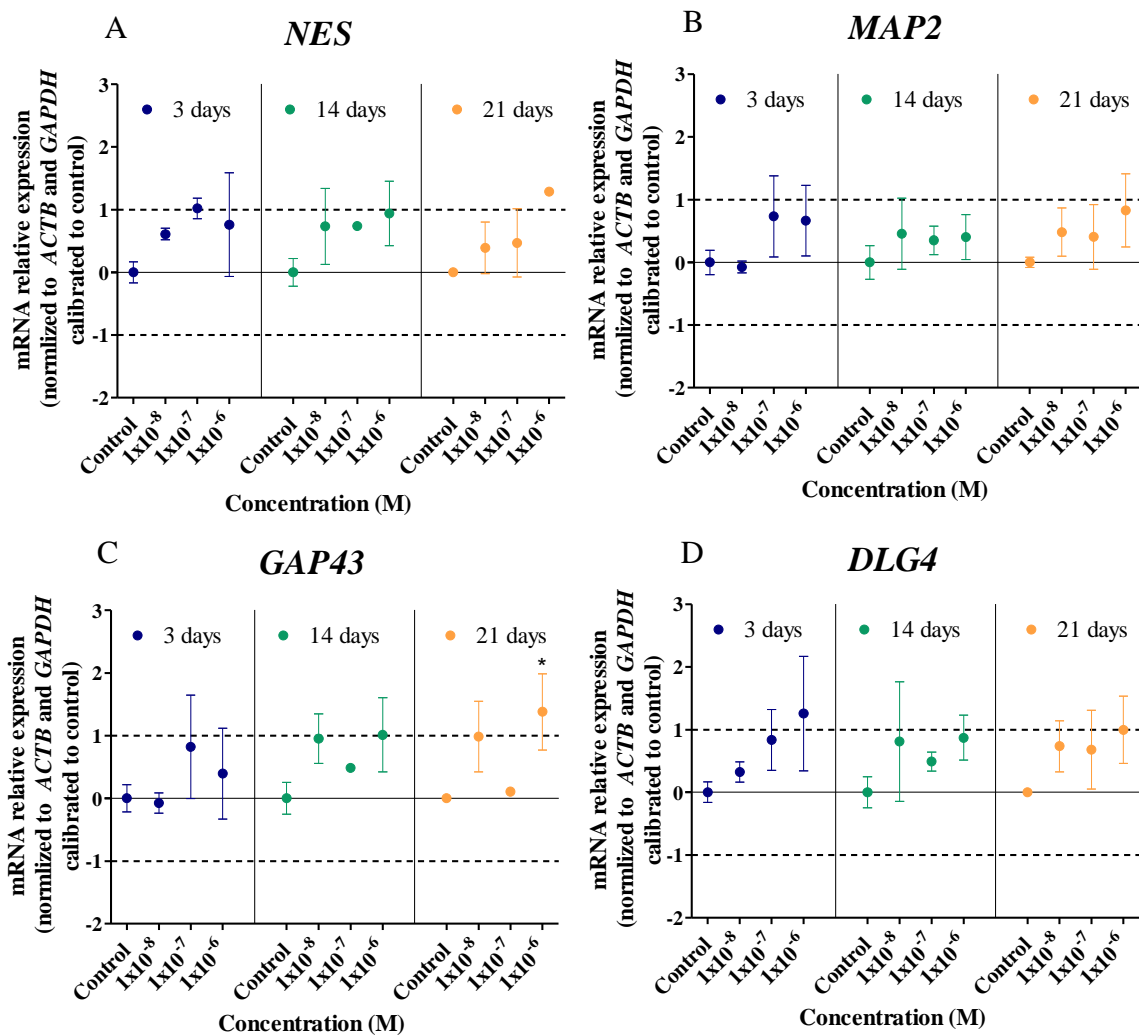 A
NES
mRNA relative expression
(normlized to ACTB and GAPDH
calibrated to control)
3
2
1
0
-1
-2
3 days
14 days
21 days
Control
1x10⁻⁸
1x10⁻⁷
1x10⁻⁶
Control
1x10⁻⁸
1x10⁻⁷
1x10⁻⁶
Control
1x10⁻⁸
1x10⁻⁷
1x10⁻⁶
Concentration (M)
B
MAP2
mRNA relative expression
(normlized to ACTB and GAPDH
calibrated to control)
3
2
1
0
-1
-2
3 days
14 days
21 days
Control
1x10⁻⁸
1x10⁻⁷
1x10⁻⁶
Control
1x10⁻⁸
1x10⁻⁷
1x10⁻⁶
Control
1x10⁻⁸
1x10⁻⁷
1x10⁻⁶
Concentration (M)
C
GAP43
mRNA relative expression
(normlized to ACTB and GAPDH
calibrated to control)
3
2
1
0
-1
-2
3 days
14 days
21 days
*
Control
1x10⁻⁸
1x10⁻⁷
1x10⁻⁶
Control
1x10⁻⁸
1x10⁻⁷
1x10⁻⁶
Control
1x10⁻⁸
1x10⁻⁷
1x10⁻⁶
Concentration (M)
D
DLG4
mRNA relative expression
(normlized to ACTB and GAPDH
calibrated to control)
3
2
1
0
-1
-2
3 days
14 days
21 days
Control
1x10⁻⁸
1x10⁻⁷
1x10⁻⁶
Control
1x10⁻⁸
1x10⁻⁷
1x10⁻⁶
Control
1x10⁻⁸
1x10⁻⁷
1x10⁻⁶
Concentration (M)